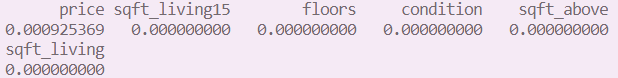 price sqft_living15 floors condition sqft_above
0.000925369 0.000000000 0.000000000 0.000000000 0.000000000
sqft_living
0.000000000